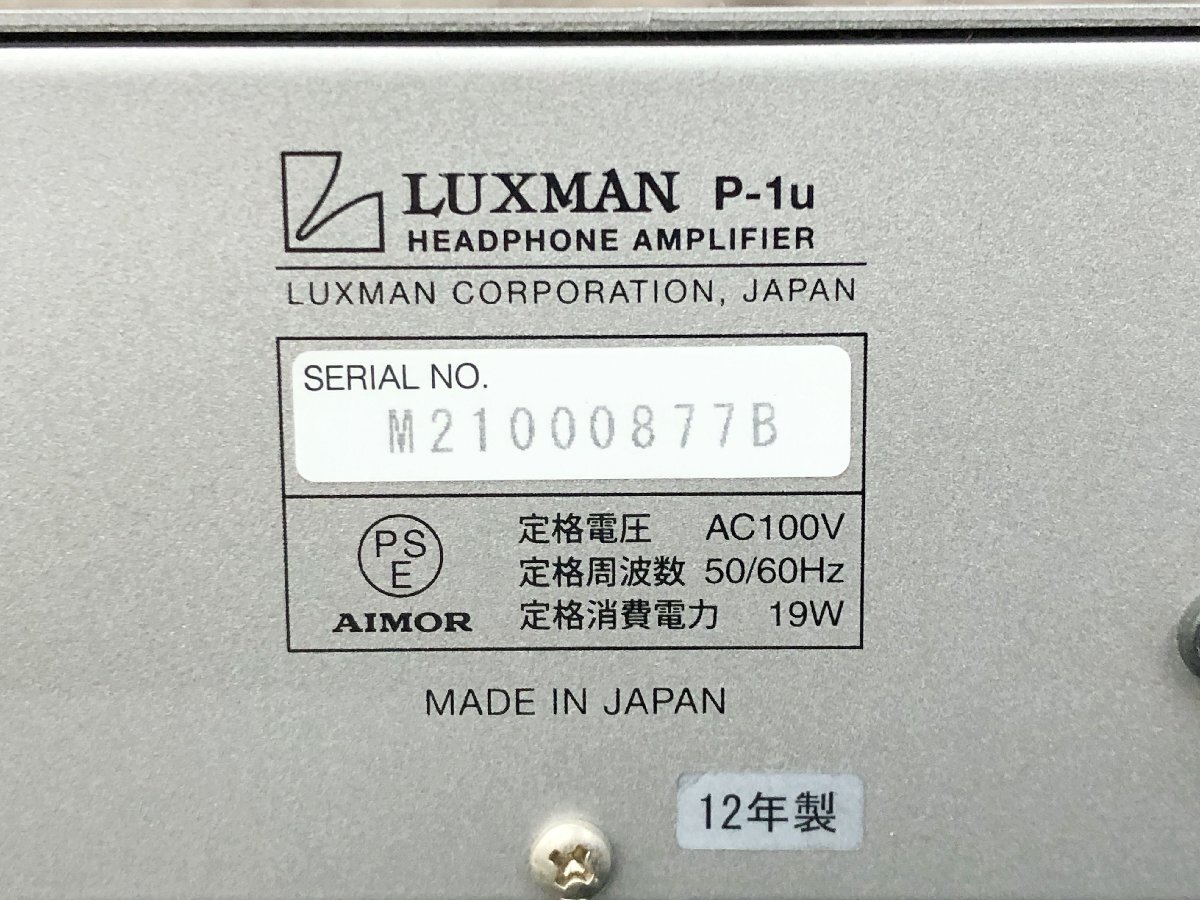 LUXMAN P-1u
HEADPHONE AMPLIFIER
LUXMAN CORPORATION, JAPAN
SERIAL NO.
M21000877B
PS
E
AIMOR
定格電圧 AC100V
定格周波数 50/60Hz
定格消費電力 19W
MADE IN JAPAN
12年製